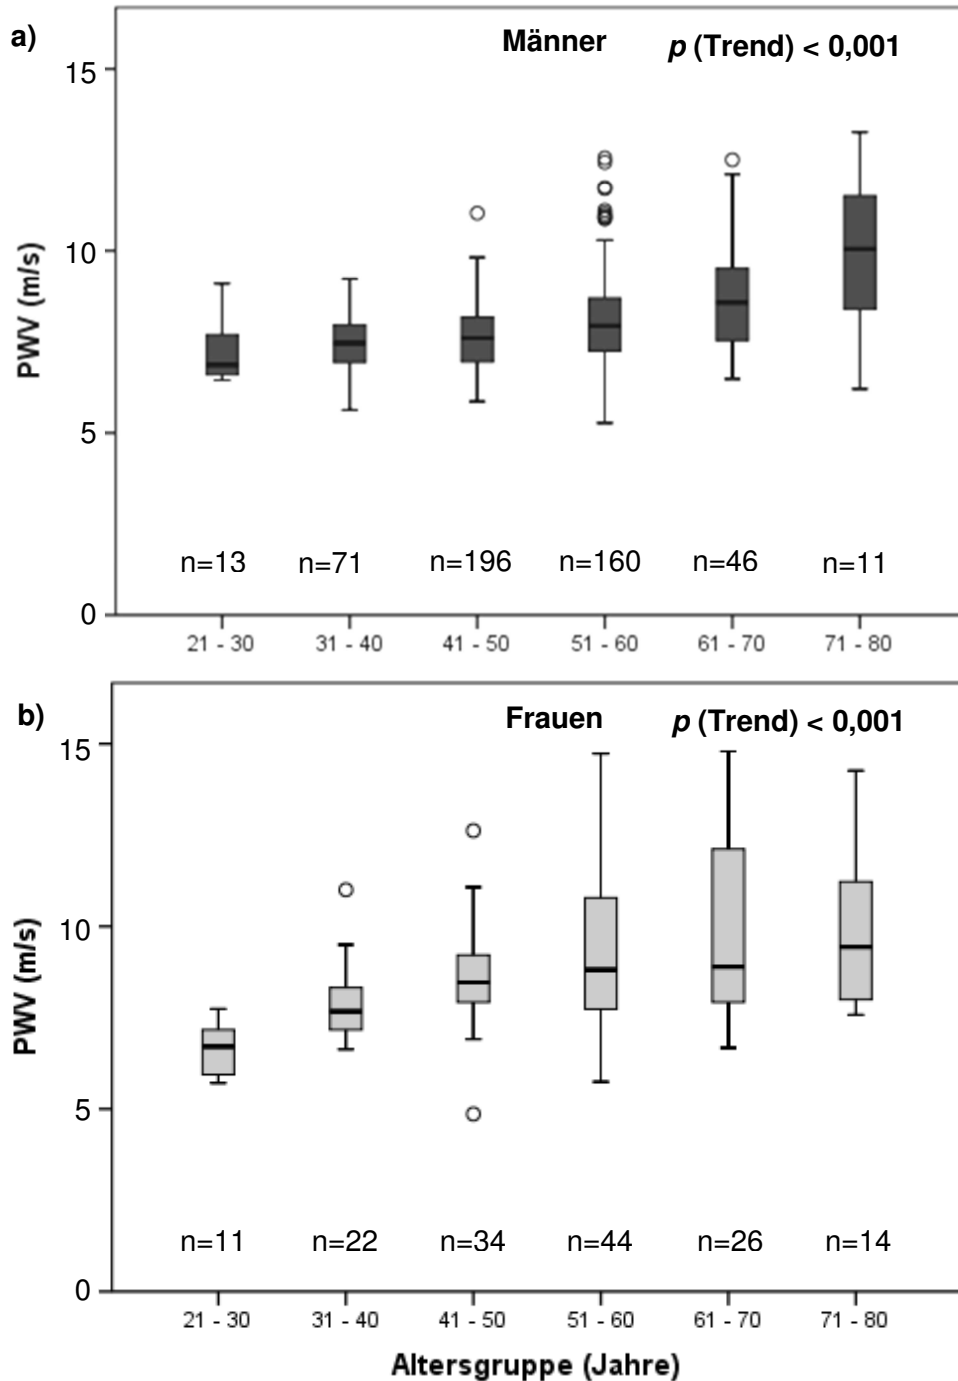 a)
Männer p (Trend) < 0,001
15
10
5
0
PWV (m/s)
n=13 n=71 n=196 n=160 n=46 n=11
21 - 30 31 - 40 41 - 50 51 - 60 61 - 70 71 - 80
b)
Frauen p (Trend) < 0,001
15
10
5
0
PWV (m/s)
n=11 n=22 n=34 n=44 n=26 n=14
21 - 30 31 - 40 41 - 50 51 - 60 61 - 70 71 - 80
Altersgruppe (Jahre)